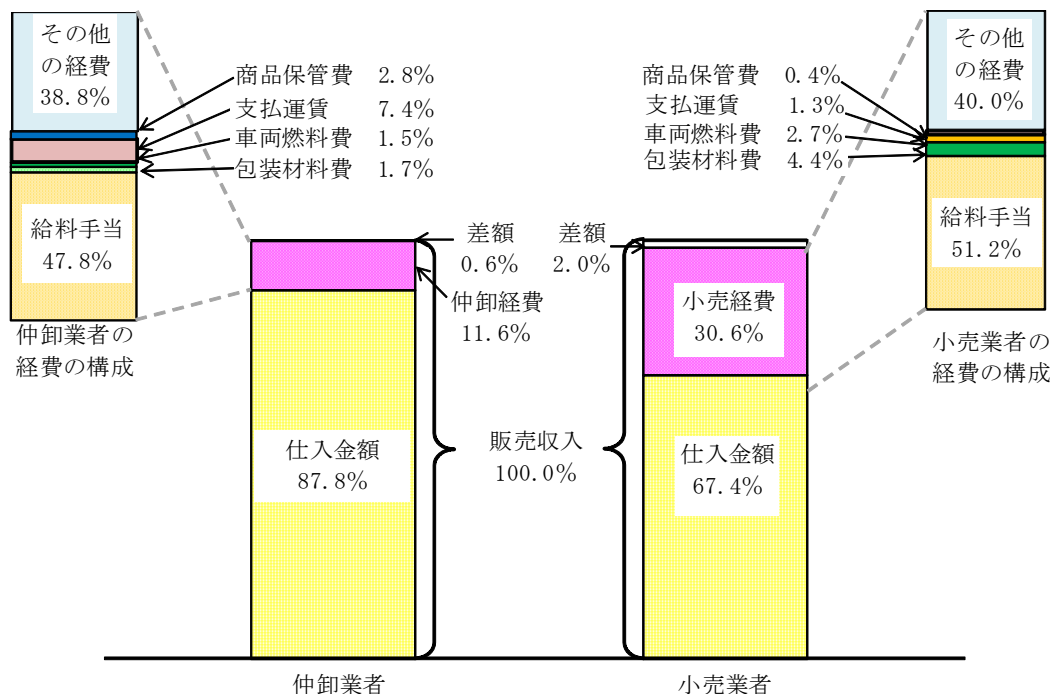 その他
の経費
38.8%
商品保管費 2.8%
支払運賃 7.4%
車両燃料費 1.5%
包装材料費 1.7%
給料手当
47.8%
仲卸業者の
経費の構成
その他
の経費
40.0%
商品保管費 0.4%
支払運賃 1.3%
車両燃料費 2.7%
包装材料費 4.4%
給料手当
51.2%
小売業者の
経費の構成
差額
0.6%
仲卸経費
11.6%
仕入金額
87.8%
販売収入
100.0%
差額
2.0%
小売経費
30.6%
仕入金額
67.4%
仲卸業者
小売業者